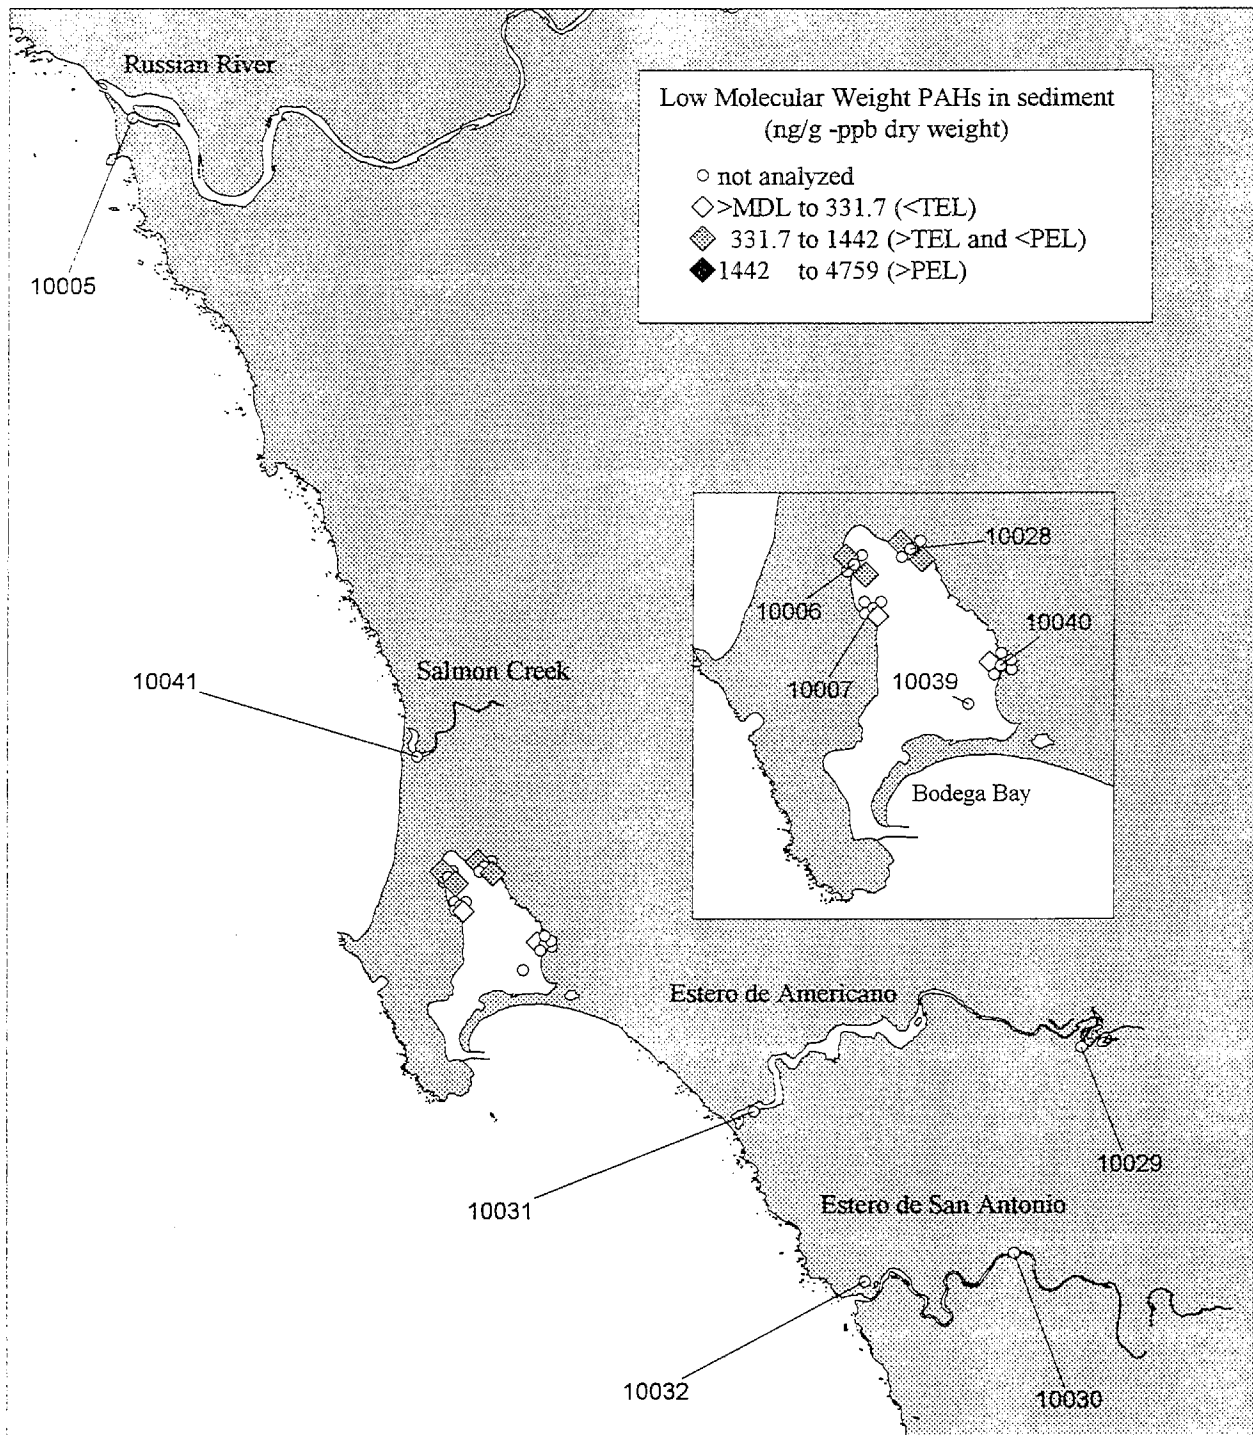 Russian River
Low Molecular Weight PAHs in sediment
(ng/g -ppb dry weight)
not analyzed
>MDL to 331.7 (<TEL)
331.7 to 1442 (>TEL and <PEL)
1442 to 4759 (>PEL)
10005
10028
10006
10040
10007
10039
Bodega Bay
Salmon Creek
10041
Estero de Americano
10029
10031
Estero de San Antonio
10032
10030